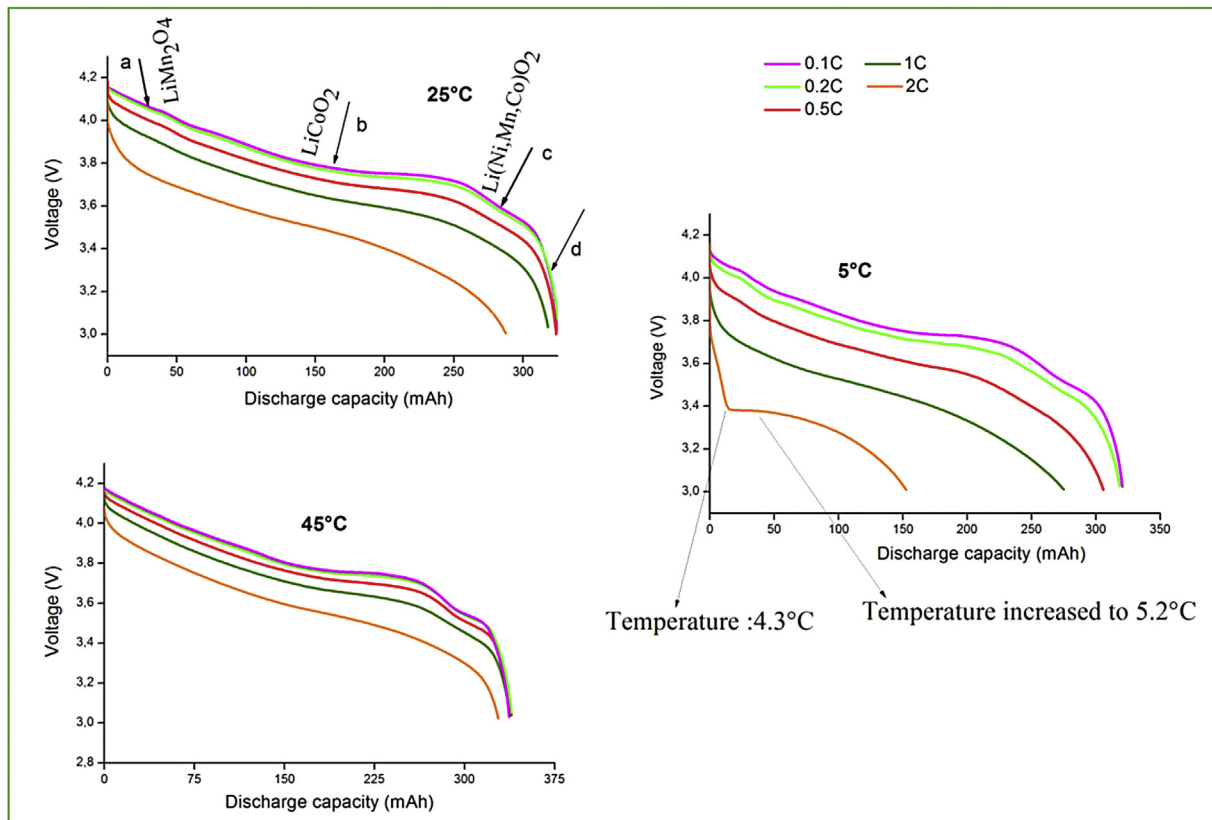 a
LiMn2O4
LiCoO2
b
25°C
Li(Ni,Mn,Co)O2
c
d
4,2
4,0
3,8
3,6
3,4
3,2
3,0
Voltage (V)
0 50 100 150 200 250 300
Discharge capacity (mAh)
0.1C
0.2C
0.5C
1C
2C
5°C
4,2
4,0
3,8
3,6
3,4
3,2
3,0
Voltage (V)
0 50 100 150 200 250 300 350
Discharge capacity (mAh)
Temperature :4.3°C
Temperature increased to 5.2°C
45°C
4,2
4,0
3,8
3,6
3,4
3,2
3,0
2,8
Voltage (V)
0 75 150 225 300 375
Discharge capacity (mAh)